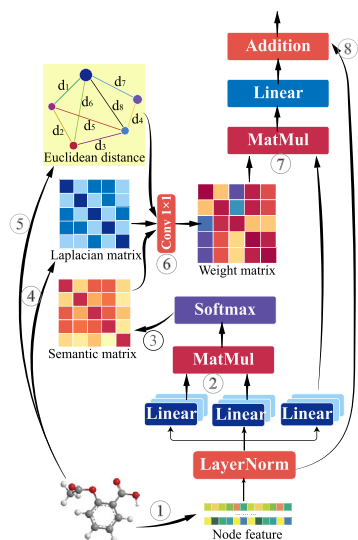 Addition
8
Linear
MatMul
7
d₁
d₇
d₆
d₈
d₂
d₅
d₄
d₃
Euclidean distance
5
Laplacian matrix
Conv 1×1
6
Weight matrix
4
Semantic matrix
Softmax
3
MatMul
2
Linear Linear Linear
LayerNorm
1
Node feature